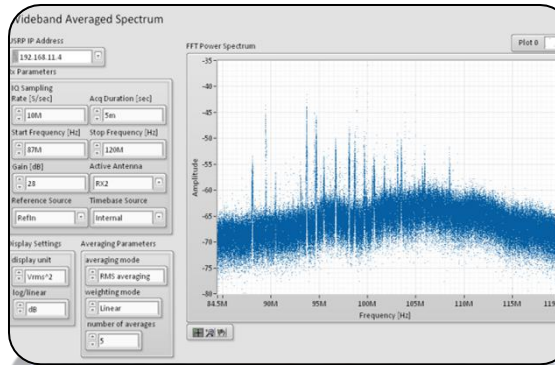 Wideband Averaged Spectrum
USRP IP Address
192.168.11.4
Parameters
IQ Sampling
Rate [S/sec]
Acq Duration [sec]
10M
5m
Start Frequency [Hz]
Stop Frequency [Hz]
87M
120M
Gain [dB]
Active Antenna
28
RX2
Reference Source
Timebase Source
RefIn
Internal
Display Settings
Averaging Parameters
display unit
averaging mode
Vrms^2
RMS averaging
log/linear
weighting mode
dB
Linear
number of averages
5
FFT Power Spectrum
Plot 0
Amplitude
-35
-40
-45
-50
-55
-60
-65
-70
-75
-80
84.5M
90M
95M
100M
105M
110M
115M
Frequency [Hz]